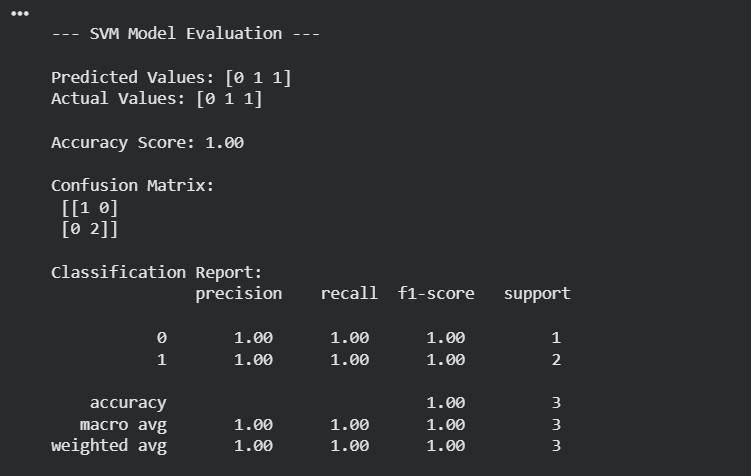 --- SVM Model Evaluation ---
Predicted Values: [0 1 1]
Actual Values: [0 1 1]
Accuracy Score: 1.00
Confusion Matrix:
[[1 0]
[0 2]]
Classification Report:
precision recall f1-score support
0 1.00 1.00 1.00 1
1 1.00 1.00 1.00 2
accuracy 1.00 3
macro avg 1.00 1.00 1.00 3
weighted avg 1.00 1.00 1.00 3